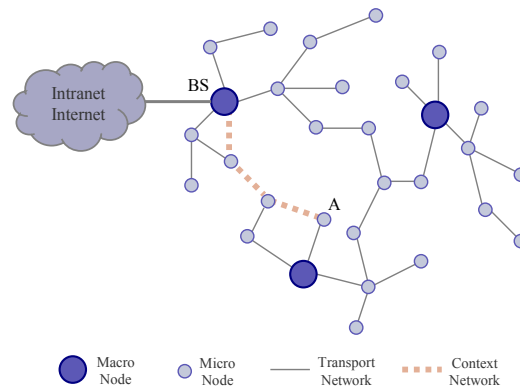 BS
Intranet
Internet
A
Macro
Node
Micro
Node
Transport
Network
Context
Network